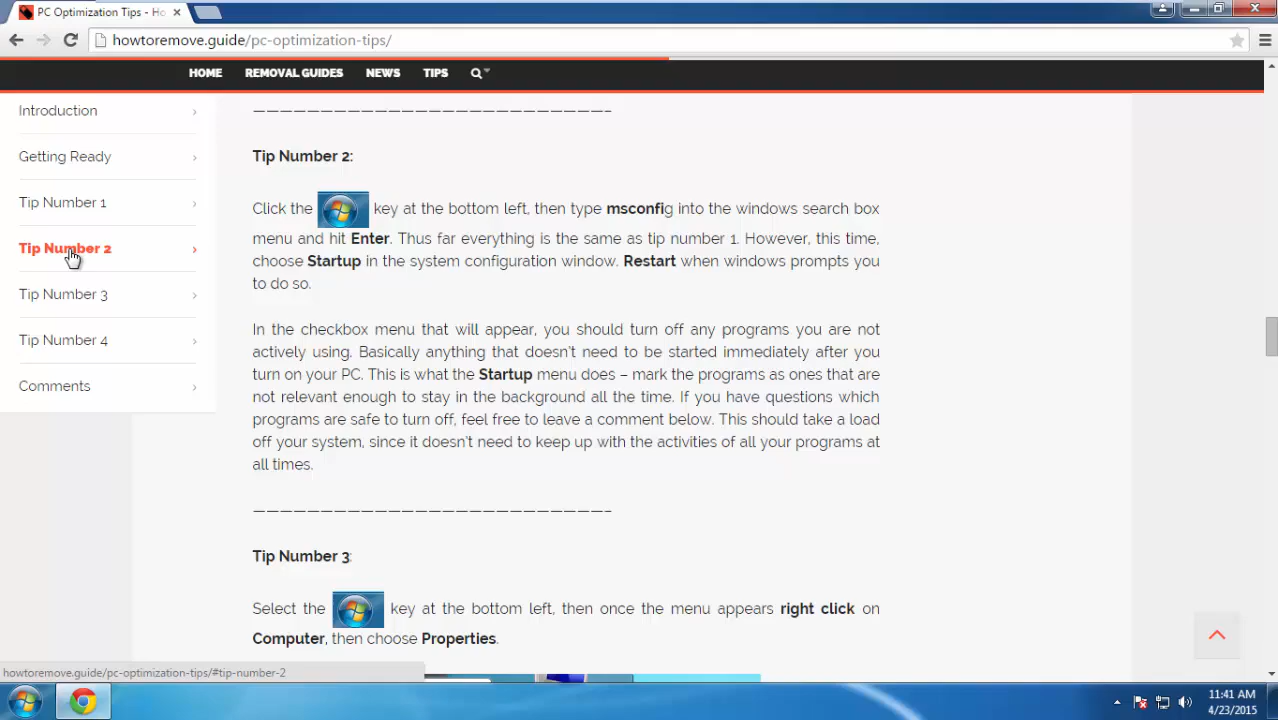 PC Optimization Tips - Ho
howtoremove.guide/pc-optimization-tips/
HOME REMOVAL GUIDES NEWS TIPS
Introduction
Getting Ready
Tip Number 1
Tip Number 2
Tip Number 3
Tip Number 4
Comments
———————————————————————————–
Tip Number 2:
Click the key at the bottom left, then type msconfig into the windows search box
menu and hit Enter. Thus far everything is the same as tip number 1. However, this time,
choose Startup in the system configuration window. Restart when windows prompts you
to do so.
In the checkbox menu that will appear, you should turn off any programs you are not
actively using. Basically anything that doesn't need to be started immediately after you
turn on your PC. This is what the Startup menu does – mark the programs as ones that are
not relevant enough to stay in the background all the time. If you have questions which
programs are safe to turn off, feel free to leave a comment below. This should take a load
off your system, since it doesn't need to keep up with the activities of all your programs at
all times.
———————————————————————————–
Tip Number 3:
Select the key at the bottom left, then once the menu appears right click on
Computer, then choose Properties.
howtoremove.guide/pc-optimization-tips/#tip-number-2
11:41 AM
4/23/2015